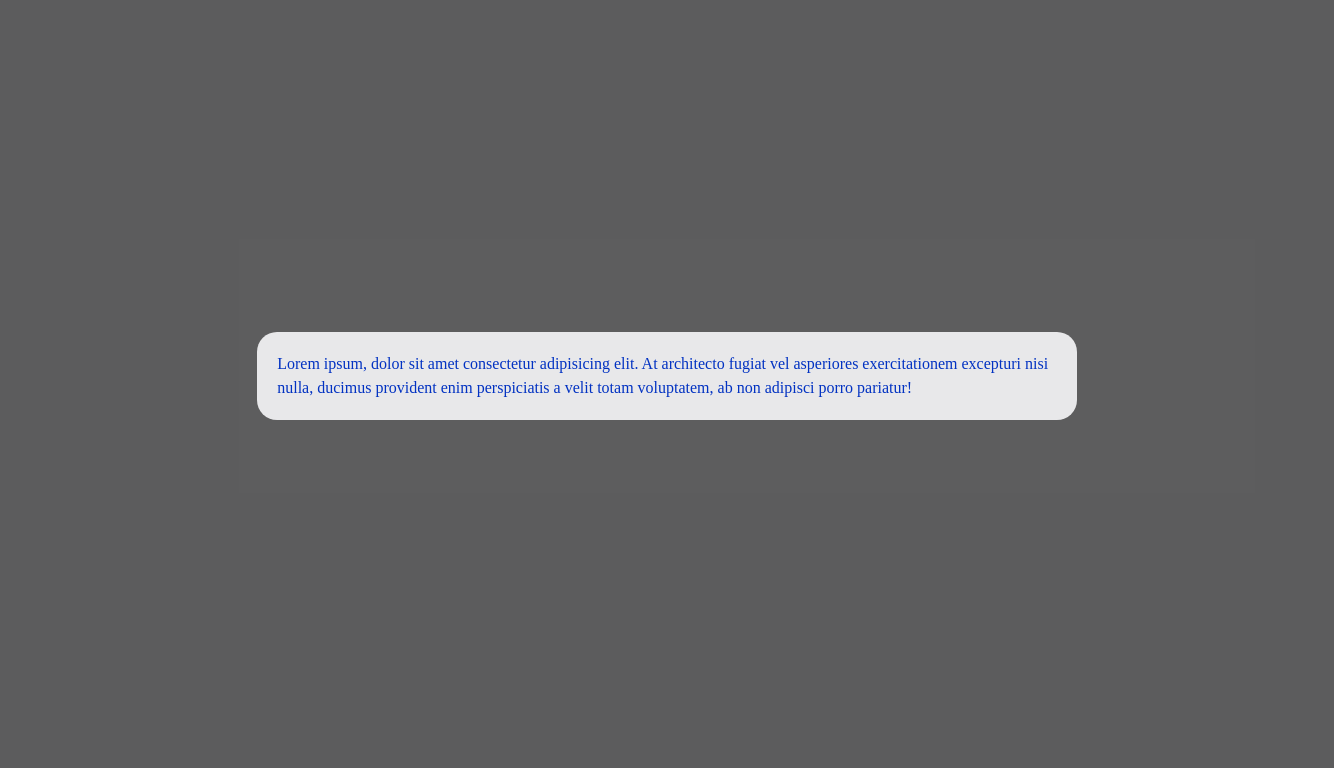 Lorem ipsum, dolor sit amet consectetur adipisicing elit. At architecto fugiat vel asperiores exercitationem excepturi nisi
nulla, ducimus provident enim perspiciatis a velit totam voluptatem, ab non adipisci porro pariatur!